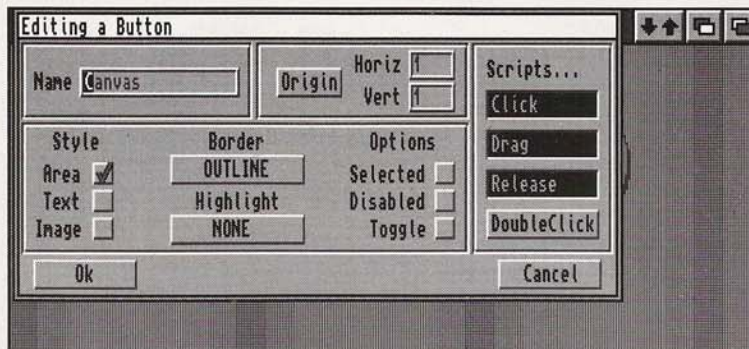 Editing a Button
Name Canvas
Origin
Horiz 1
Vert 1
Scripts...
Click
Drag
Release
DoubleClick
Style
Area
Text
Image
Border
OUTLINE
Highlight
NONE
Options
Selected
Disabled
Toggle
Ok
Cancel